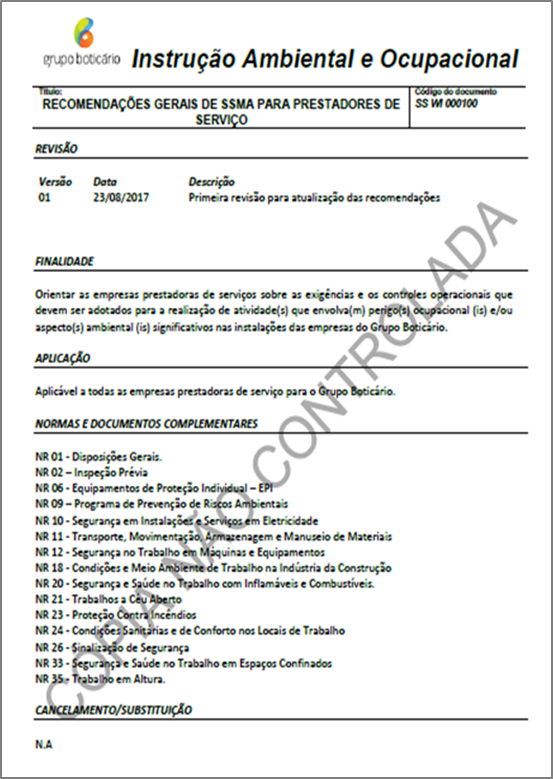 grupo boticário
Instrução Ambiental e Ocupacional
Título:
RECOMENDAÇÕES GERAIS DE SSMA PARA PRESTADORES DE
SERVIÇO
Código do documento
SS WI 000100
REVISÃO
Versão Data Descrição
01 23/08/2017 Primeira revisão para atualização das recomendações
FINALIDADE
Orientar as empresas prestadoras de serviços sobre as exigências e os controles operacionais que
devem ser adotados para a realização de atividade(s) que envolva(m) perigo(s) ocupacional (is) e/ou
aspecto(s) ambiental (is) significativos nas instalações das empresas do Grupo Boticário.
APLICAÇÃO
Aplicável a todas as empresas prestadoras de serviço para o Grupo Boticário.
NORMAS E DOCUMENTOS COMPLEMENTARES
NR 01 - Disposições Gerais.
NR 02 – Inspeção Prévia
NR 06 - Equipamentos de Proteção Individual – EPI
NR 09 – Programa de Prevenção de Riscos Ambientais
NR 10 - Segurança em Instalações e Serviços em Eletricidade
NR 11 - Transporte, Movimentação, Armazenagem e Manuseio de Materiais
NR 12 - Segurança no Trabalho em Máquinas e Equipamentos
NR 18 - Condições e Meio Ambiente de Trabalho na Indústria da Construção
NR 20 - Segurança e Saúde no Trabalho com Inflamáveis e Combustíveis.
NR 21 - Trabalhos a Céu Aberto
NR 23 - Proteção Contra Incêndios
NR 24 - Condições Sanitárias e de Conforto nos Locais de Trabalho
NR 26 - Sinalização de Segurança
NR 33 - Segurança e Saúde no Trabalho em Espaços Confinados
NR 35 - Trabalho em Altura.
CANCELAMENTO/SUBSTITUIÇÃO
N.A
COPIA NÃO CONTROLADA